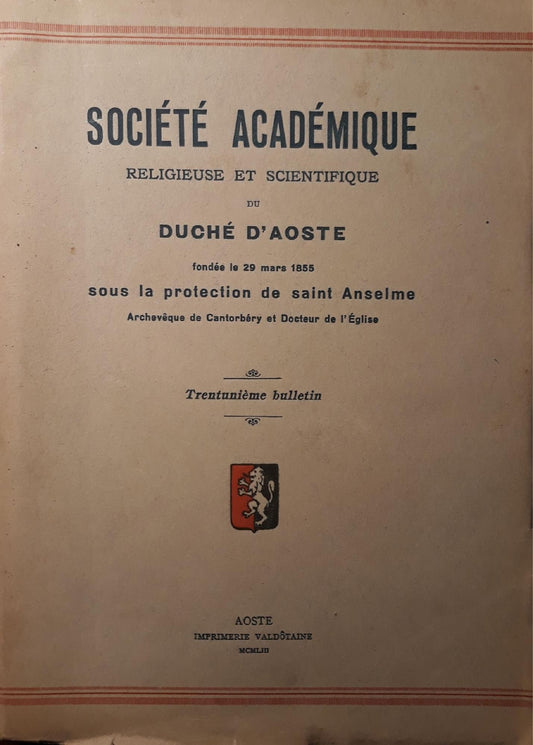 SOCIÉTÉ ACADÉMIQUE
RELIGIEUSE ET SCIENTIFIQUE
DU
DUCHÉ D'AOSTE
fondée le 29 mars 1855
sous la protection de saint Anselme
Archevêque de Cantorbéry et Docteur de l'Église
Trentunième bulletin
AOSTE
IMPRIMERIE VALDÔTAINE
MCMLIII